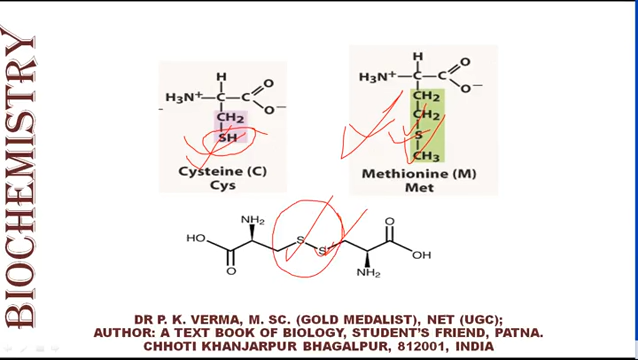 BIOCHEMISTRY
H
H₃N⁺—C—C
O
O⁻
CH₂
SH
Cysteine (C)
Cys
H
H₃N⁺—C—C
O
O⁻
CH₂
CH₂
S
CH₃
Methionine (M)
Met
NH₂
HO
O
S
S
O
OH
NH₂
DR P. K. VERMA, M. SC. (GOLD MEDALIST), NET (UGC);
AUTHOR: A TEXT BOOK OF BIOLOGY, STUDENT'S FRIEND, PATNA.
CHHOTI KHANJARPUR BHAGALPUR, 812001, INDIA